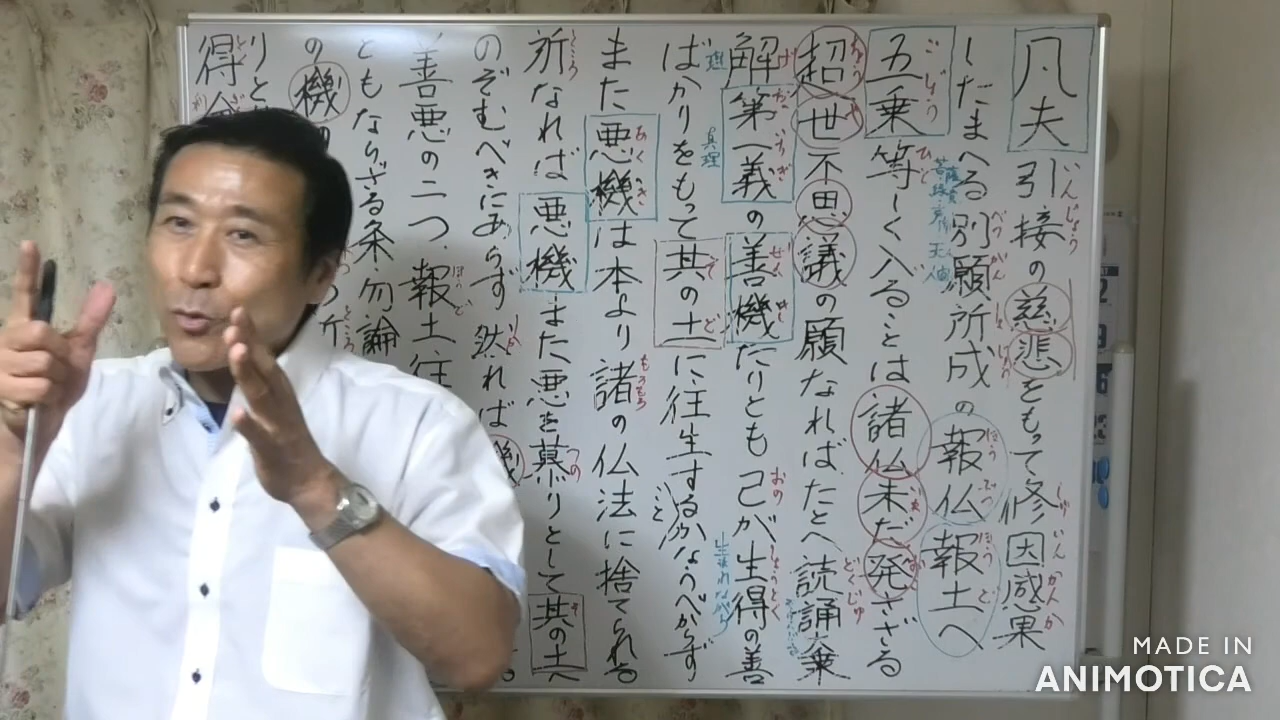 凡夫引接の慈悲をもって修因感果
したまへる別願所成の報仏報土へ
五乗等しく入ることは諸仏未だ発さざる
超世不思議の願なればたとへ読誦大乗
解第一義の善機たりとも己が生得の善
ばかりをもって其の土に往生することかなうべからず
また悪機は本より諸の仏法に捨てられる
所なれば悪機また悪を募りとして其の土へ
のぞむべきにあらず然れば機
善悪の二つ、報土往
ともならざる条勿論
の機の
りと
得
MADE IN
ANIMOTICA